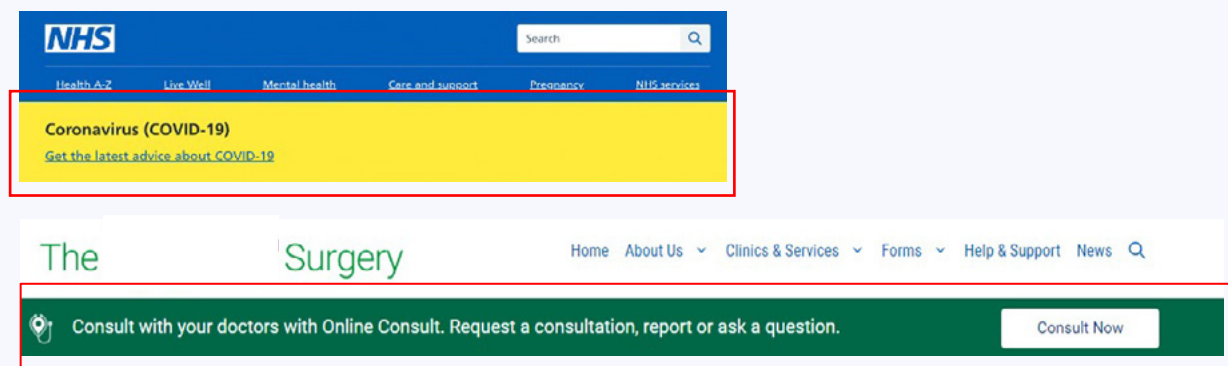 NHS
Search
Health A-Z Live Well Mental health Care and support Pregnancy NHS services
Coronavirus (COVID-19)
Get the latest advice about COVID-19
The Surgery Home About Us Clinics & Services Forms Help & Support News
Consult with your doctors with Online Consult. Request a consultation, report or ask a question. Consult Now